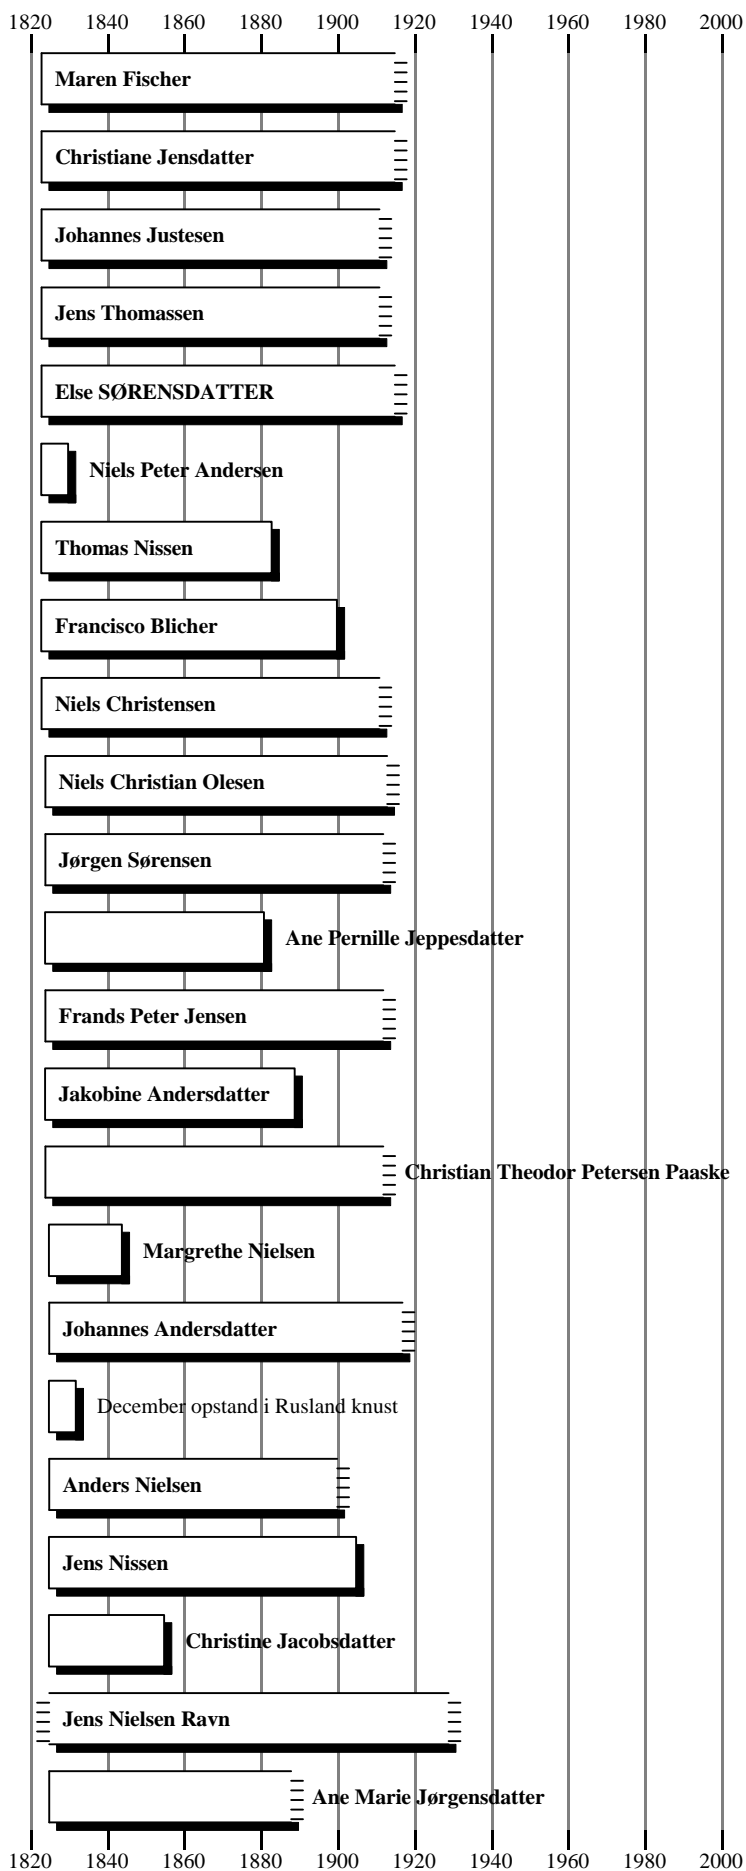 1820 1840 1860 1880 1900 1920 1940 1960 1980 2000
Maren Fischer
Christiane Jensdatter
Johannes Justesen
Jens Thomassen
Else SØRENSDATTER
Niels Peter Andersen
Thomas Nissen
Francisco Blicher
Niels Christensen
Niels Christian Olesen
Jørgen Sørensen
Ane Pernille Jeppesdatter
Frands Peter Jensen
Jakobine Andersdatter
Christian Theodor Petersen Paaske
Margrethe Nielsen
Johannes Andersdatter
December opstand i Rusland knust
Anders Nielsen
Jens Nissen
Christine Jacobsdatter
Jens Nielsen Ravn
Ane Marie Jørgensdatter
1820 1840 1860 1880 1900 1920 1940 1960 1980 2000